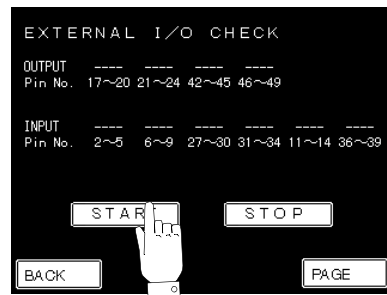 EXTERNAL I/O CHECK
OUTPUT ---- ---- ---- ----
Pin No. 17～20 21～24 42～45 46～49
INPUT ---- ---- ---- ---- ---- ----
Pin No. 2～5 6～9 27～30 31～34 11～14 36～39
START STOP
BACK PAGE